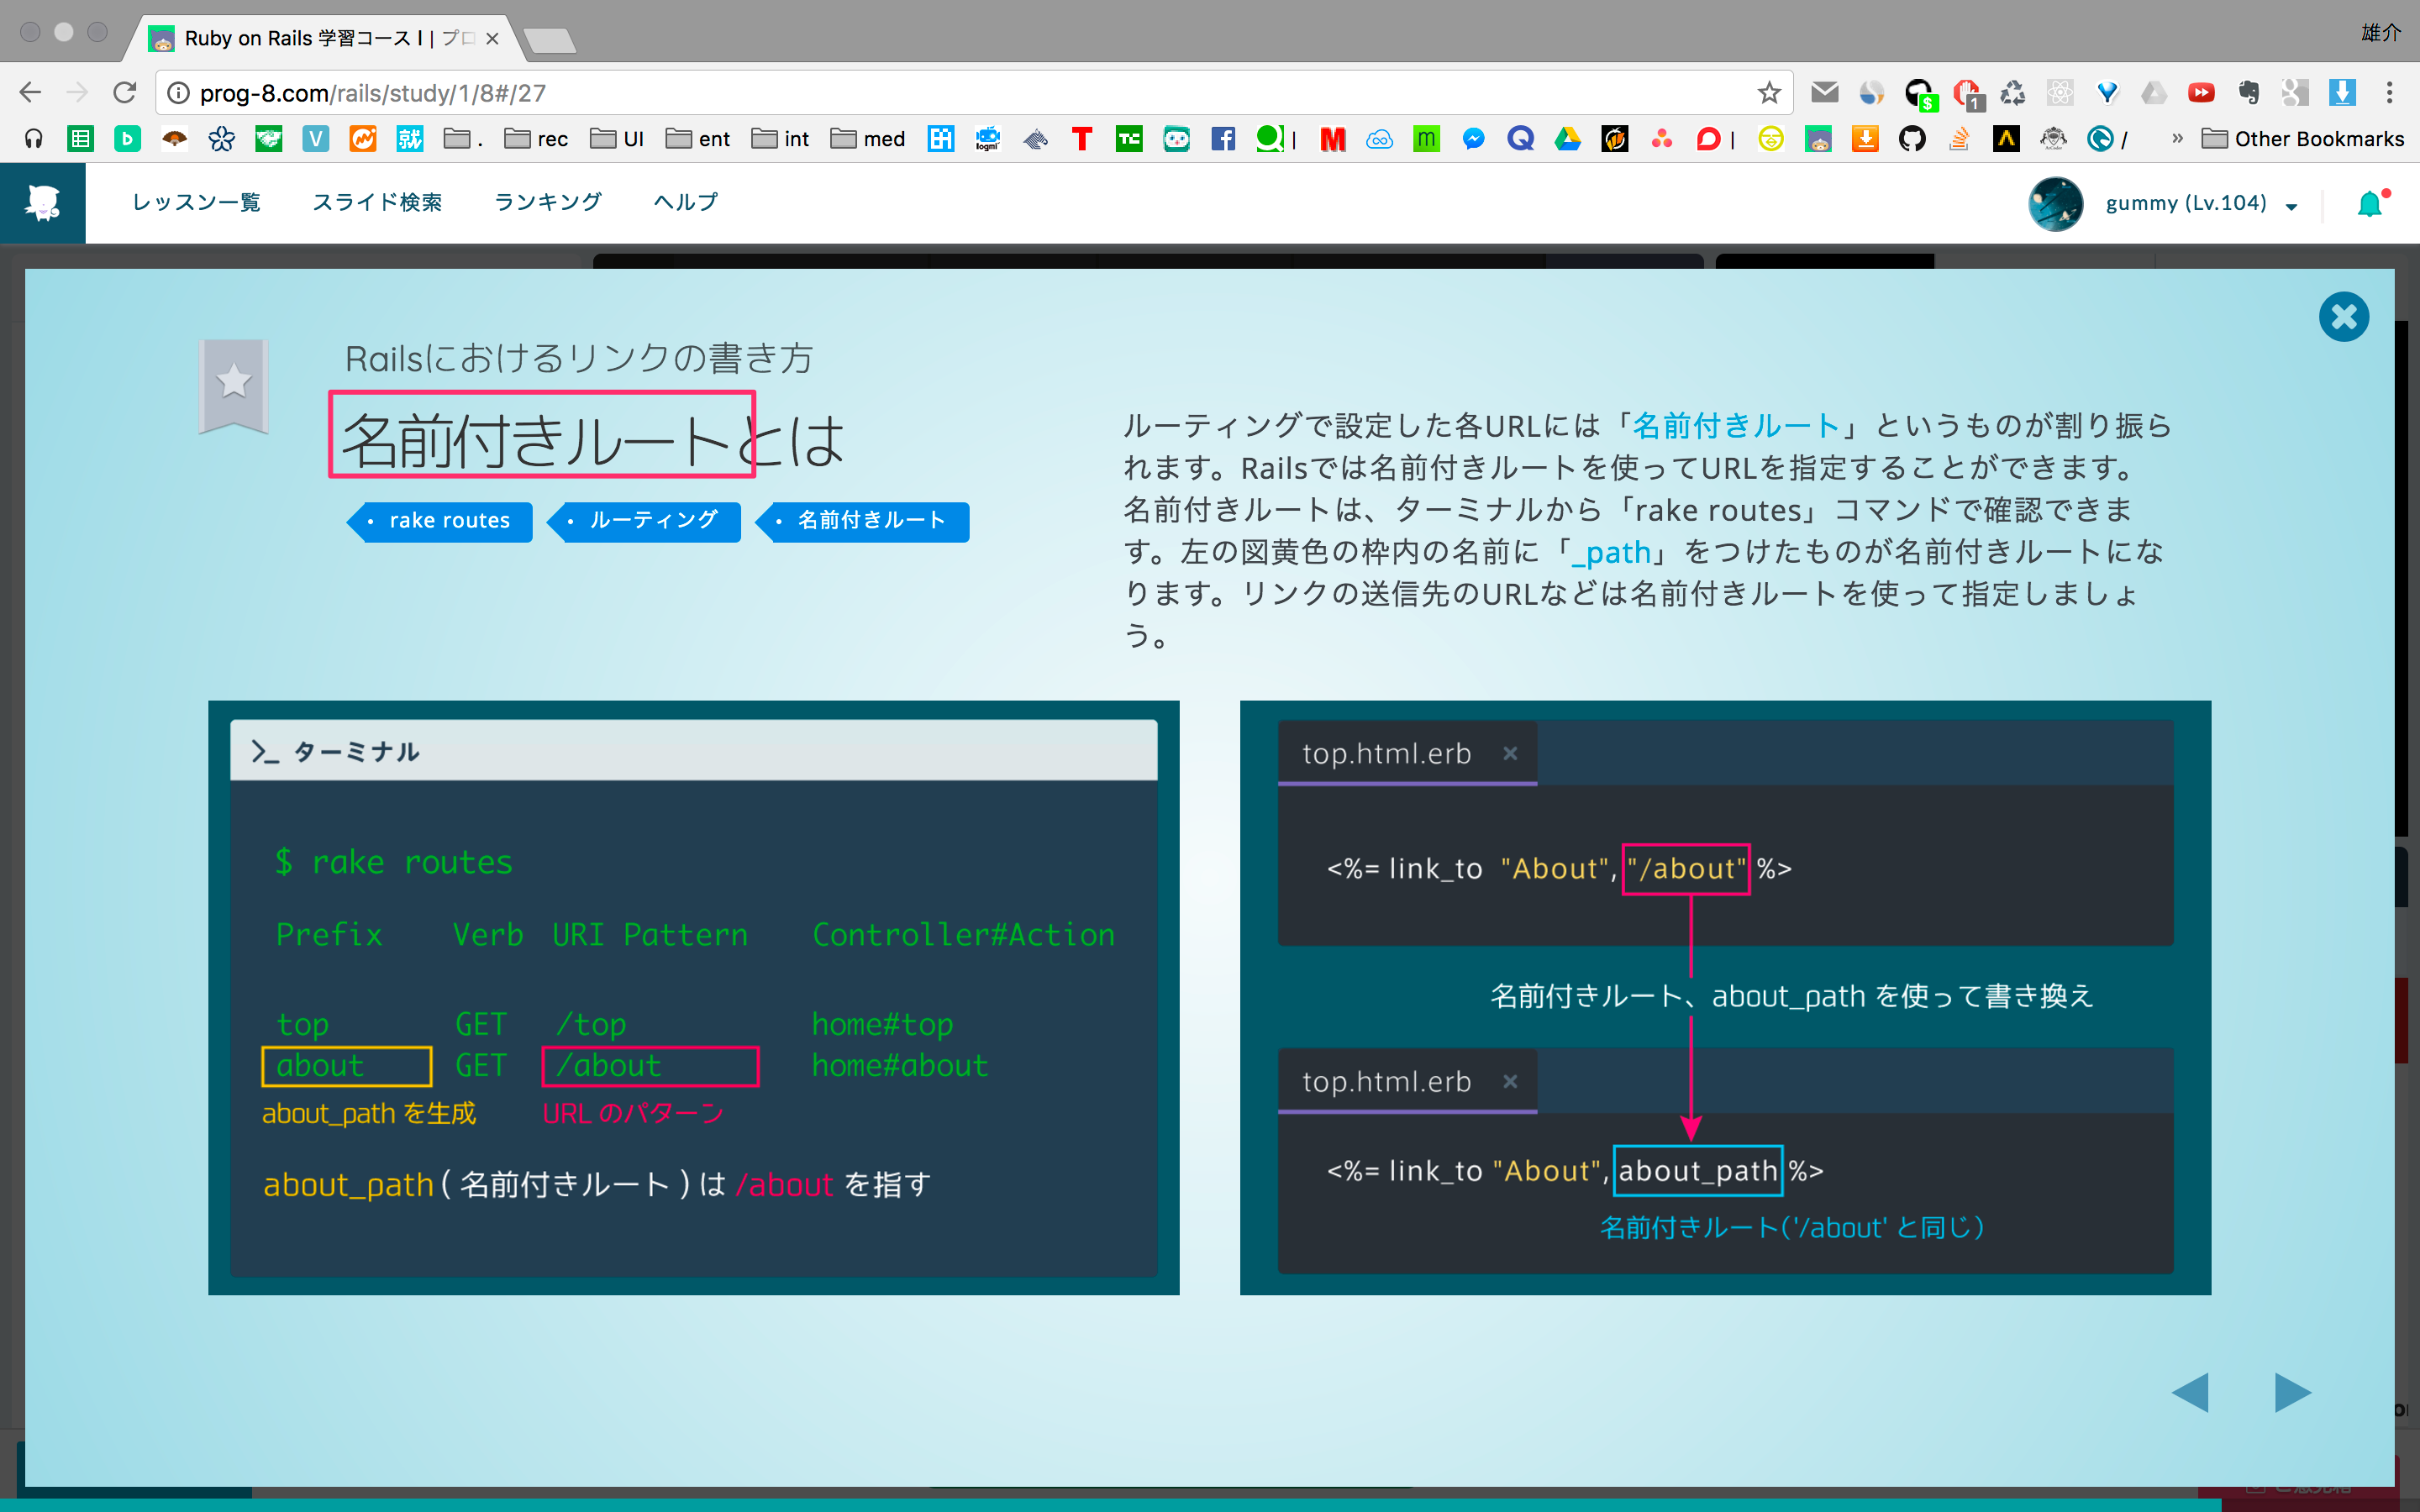 Ruby on Rails 学習コース I | プロ
雄介
prog-8.com/rails/study/1/8#/27
$
1
.
rec
UI
ent
int
med
Other Bookmarks
レッスン一覧
スライド検索
ランキング
ヘルプ
gummy (Lv.104)
Railsにおけるリンクの書き方
名前付きルートとは
rake routes
ルーティング
名前付きルート
ルーティングで設定した各URLには「名前付きルート」というものが割り振ら
れます。Railsでは名前付きルートを使ってURLを指定することができます。
名前付きルートは、ターミナルから「rake routes」コマンドで確認できま
す。左の図黄色の枠内の名前に「_path」をつけたものが名前付きルートにな
ります。リンクの送信先のURLなどは名前付きルートを使って指定しましょ
う。
>_ ターミナル
$ rake routes
Prefix Verb URI Pattern Controller#Action
top GET /top home#top
about GET /about home#about
about_path を生成 URL のパターン
about_path ( 名前付きルート ) は /about を指す
top.html.erb ×
<%= link_to "About", "/about" %>
名前付きルート、about_path を使って書き換え
top.html.erb ×
<%= link_to "About", about_path %>
名前付きルート('/about' と同じ)